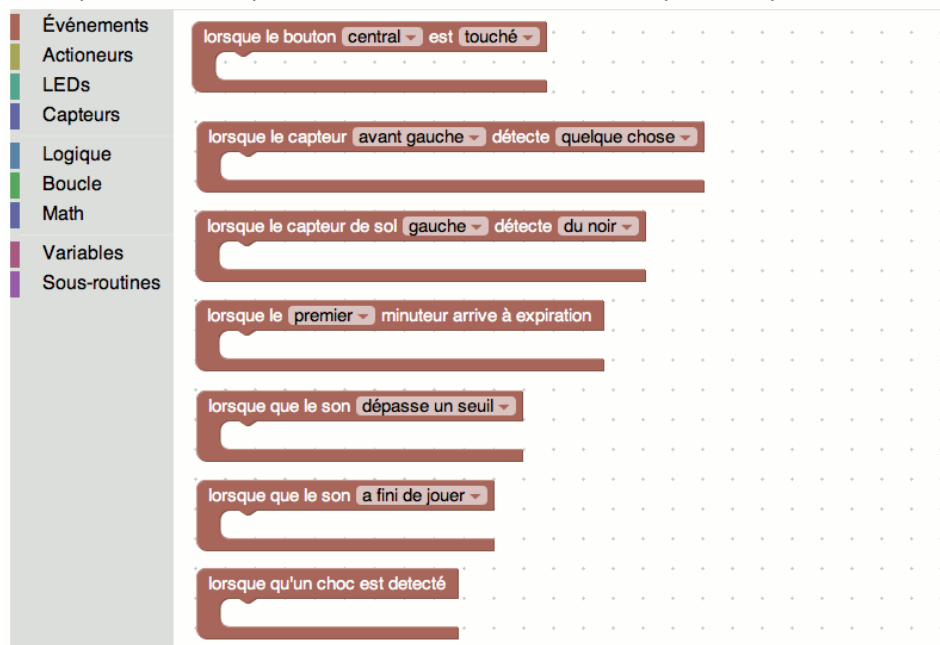 Événements
Actioneurs
LEDs
Capteurs
Logique
Boucle
Math
Variables
Sous-routines
lorsque le bouton central est touché
lorsque le capteur avant gauche détecte quelque chose
lorsque le capteur de sol gauche détecte du noir
lorsque le premier minuteur arrive à expiration
lorsque que le son dépasse un seuil
lorsque que le son a fini de jouer
lorsque qu'un choc est detecté